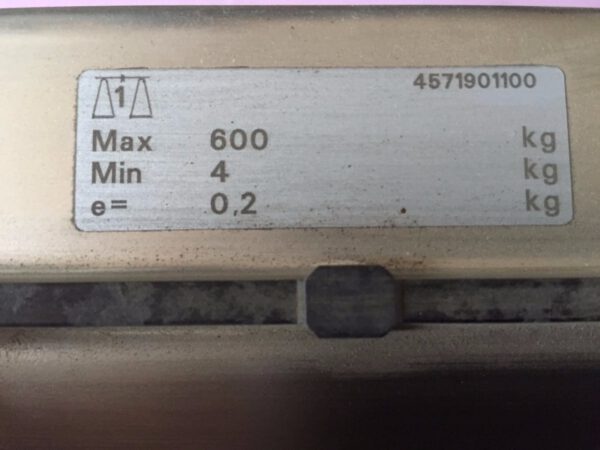 1 4571901100
Max 600 kg
Min 4 kg
e= 0,2 kg